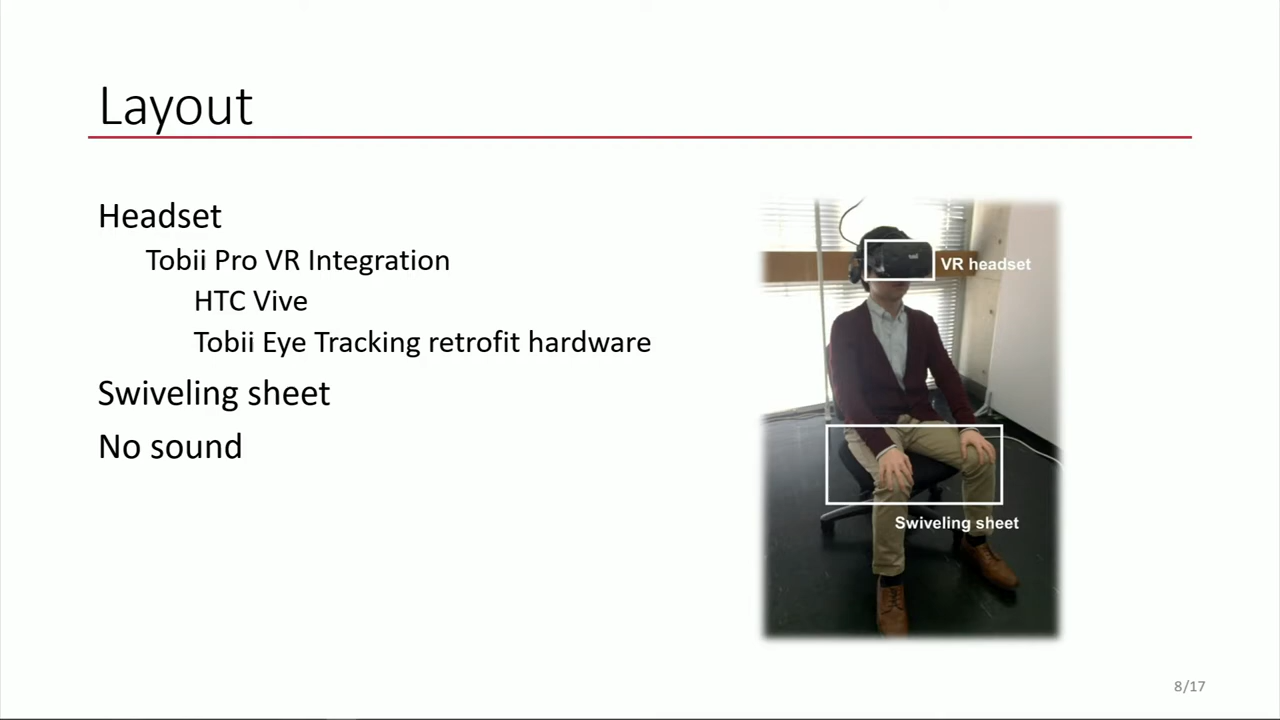 Layout
Headset
Tobii Pro VR Integration
HTC Vive
Tobii Eye Tracking retrofit hardware
Swiveling sheet
No sound
VR headset
Swiveling sheet
8/17